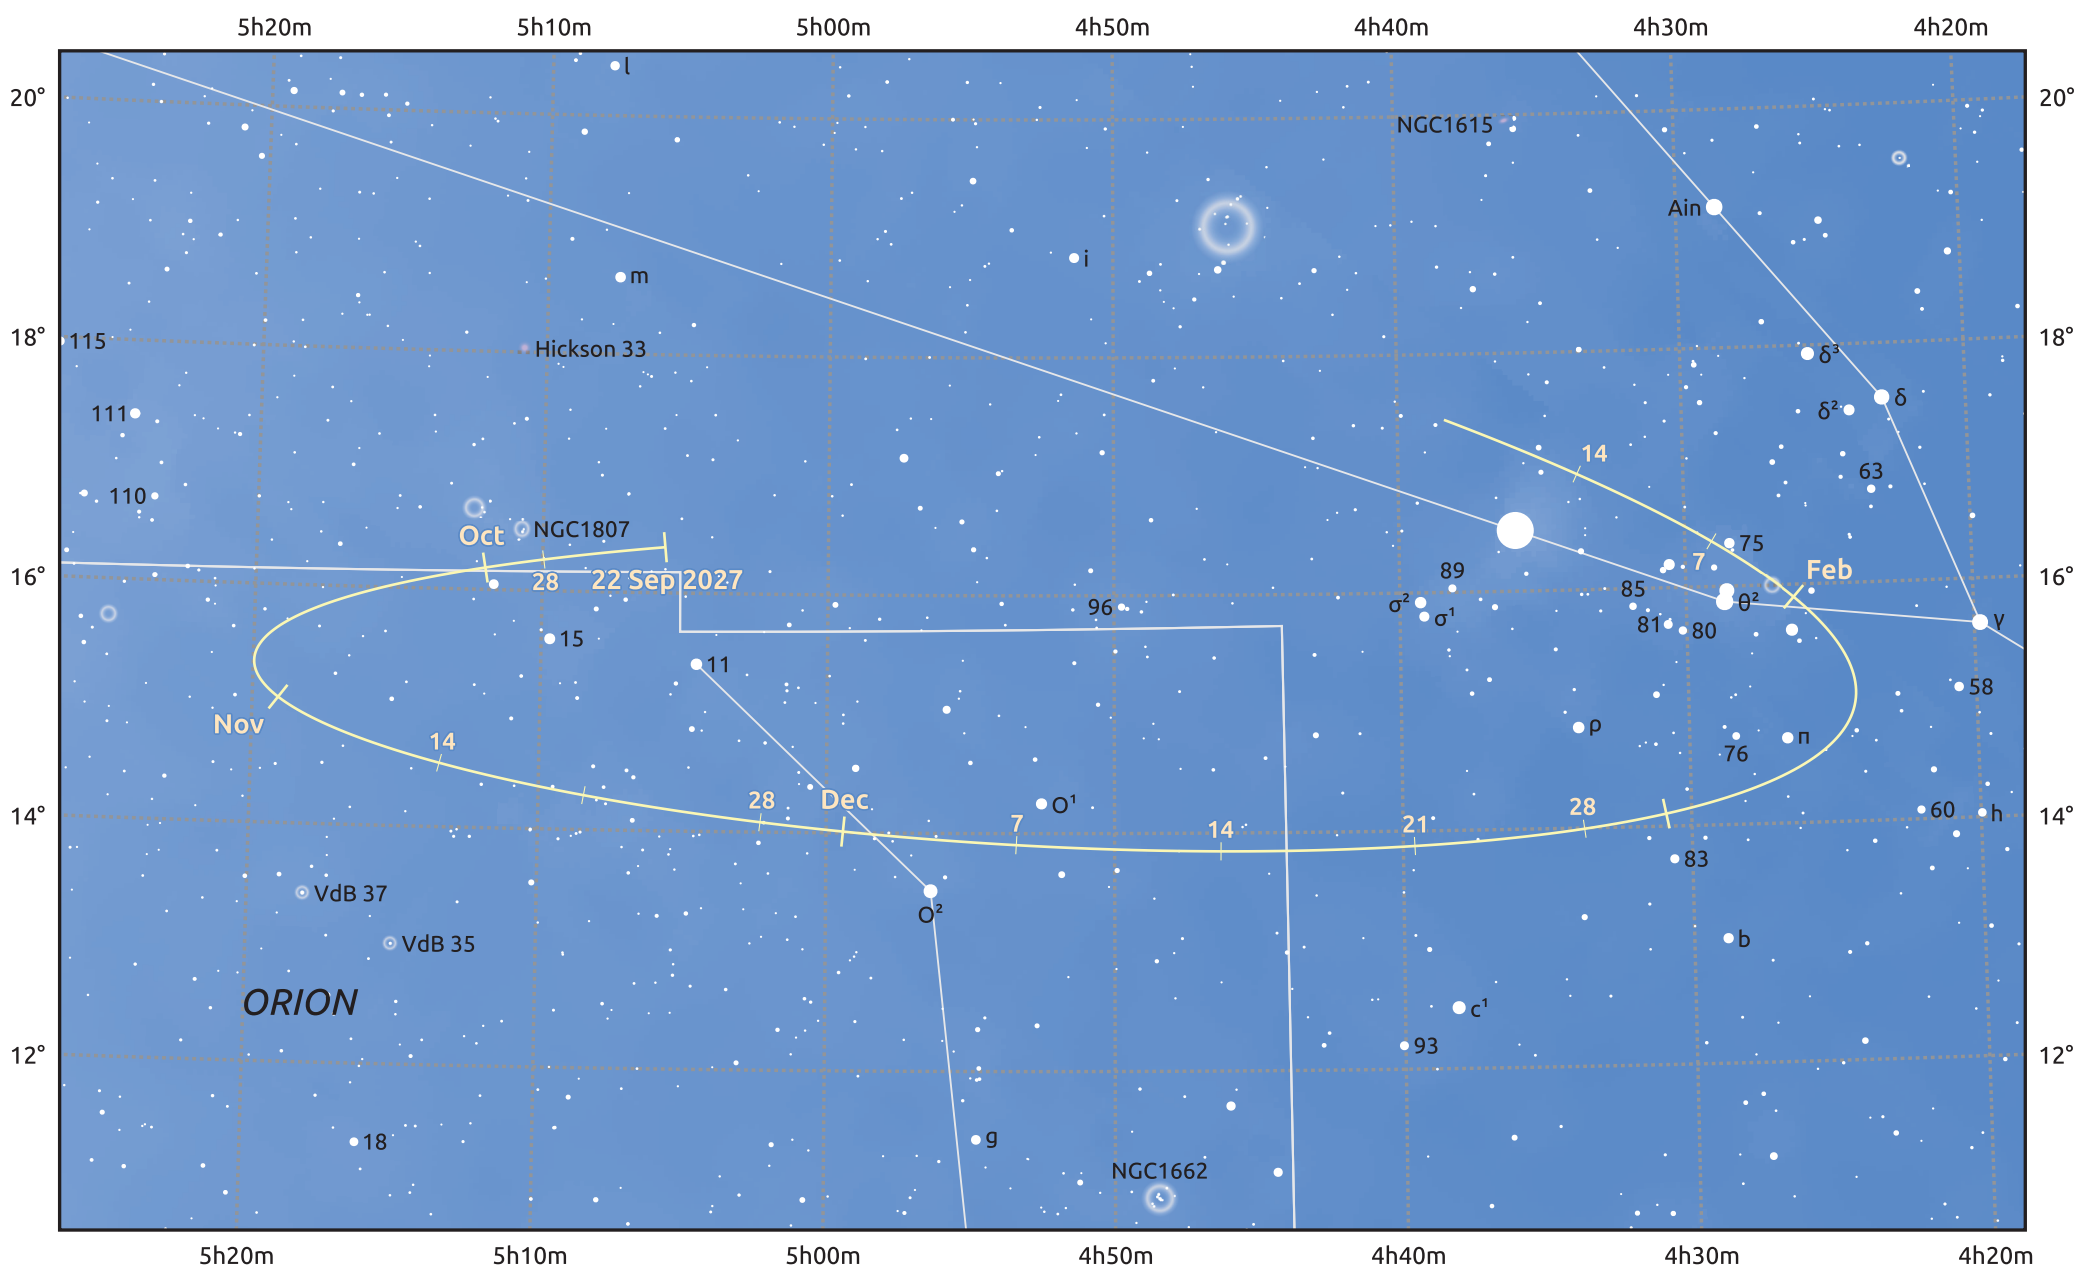 5h20m 5h10m 5h00m 4h50m 4h40m 4h30m 4h20m
l
20° 20°
NGC1615
Ain
i
m
18° 18°
115
Hickson 33
δ³
δ
111
δ²
14
63
110
NGC1807
Oct
75
7
Feb
16° 16°
28
22 Sep 2027
89
85
96
σ²
σ¹
θ²
γ
81
80
15
11
58
Nov
ρ
14
76
π
28
Dec
O¹
28
60
h
14° 14°
7
14
21
83
VdB 37
O²
b
VdB 35
ORION
c¹
93
12° 12°
18
g
NGC1662
5h20m 5h10m 5h00m 4h50m 4h40m 4h30m 4h20m